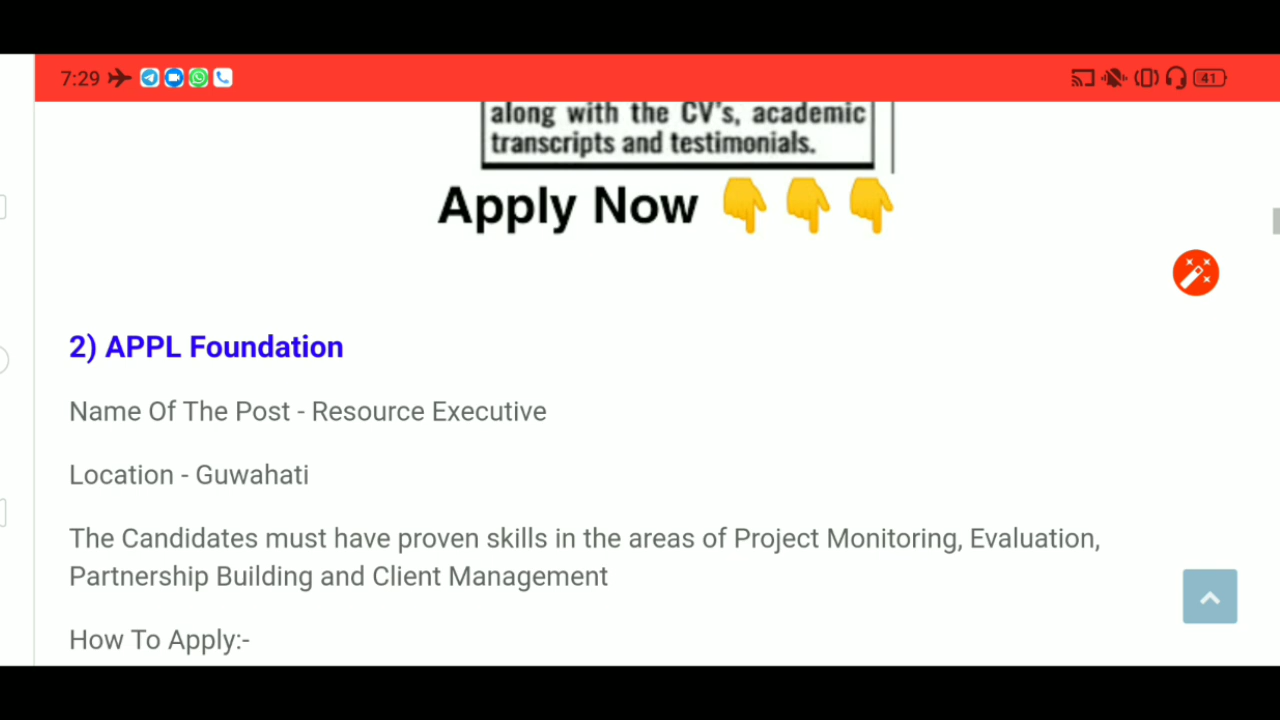 7:29
41
along with the CV's, academic
transcripts and testimonials.
Apply Now 👇👇👇
2) APPL Foundation
Name Of The Post - Resource Executive
Location - Guwahati
The Candidates must have proven skills in the areas of Project Monitoring, Evaluation,
Partnership Building and Client Management
How To Apply:-